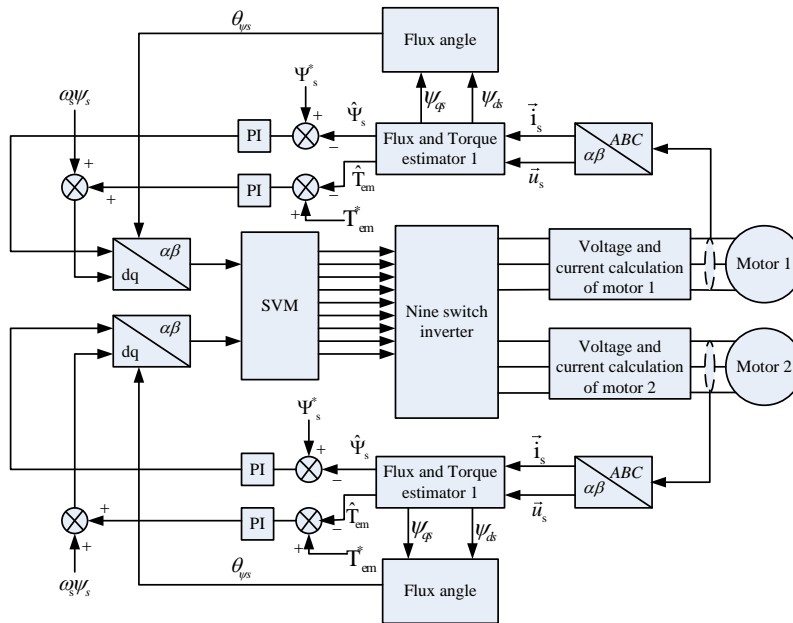 θψs
Flux angle
Ψ*s
ωsψs
ψqs
ψds
+
Ψ̂s
i⃗s
PI
−
Flux and Torque
estimator 1
ABC
αβ
+
T̂em
u⃗s
+
PI
−
+
T*em
αβ
dq
SVM
Nine switch
inverter
Voltage and
current calculation
of motor 1
Motor 1
αβ
dq
Voltage and
current calculation
of motor 2
Motor 2
Ψ*s
+
Ψ̂s
i⃗s
PI
−
Flux and Torque
estimator 1
ABC
αβ
+
PI
−
T̂em
u⃗s
+
+
T*em
ψqs
ψds
ωsψs
θψs
Flux angle